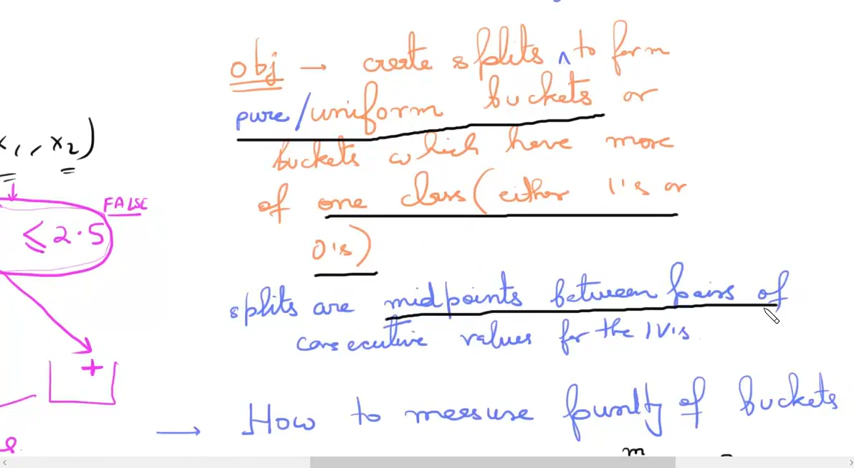 obj → create splits ^ to form
pure/uniform buckets or
buckets which have more
of one class (either 1's or
0's)
x₁, x₂)
FALSE
≤ 2.5
+
splits are midpoints between pairs of
consecutive values for the IV's
→ How to measure purity of buckets
m